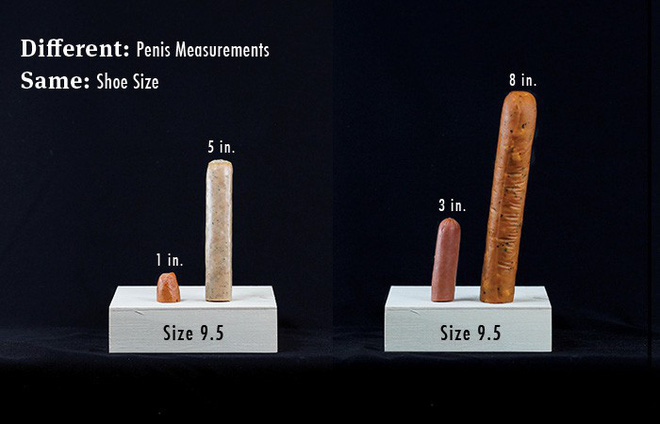 Different: Penis Measurements
Same: Shoe Size
8 in.
5 in.
3 in.
1 in.
Size 9.5
Size 9.5